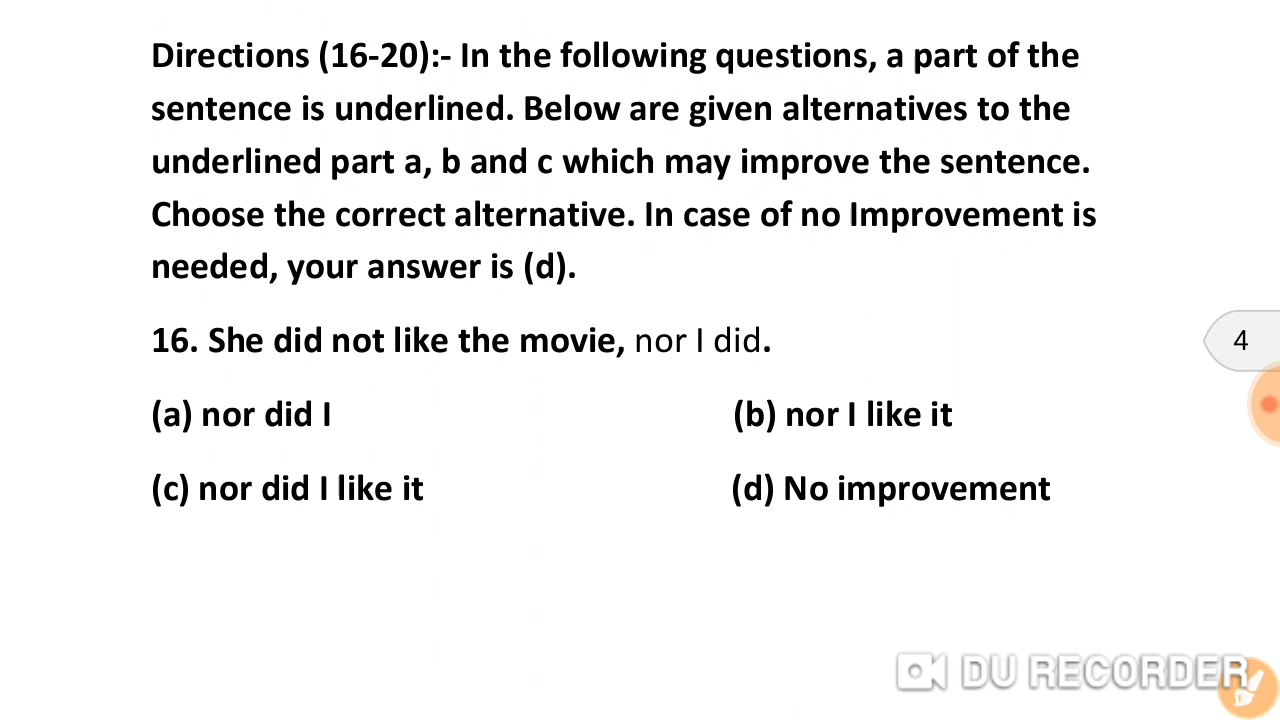 Directions (16-20):- In the following questions, a part of the
sentence is underlined. Below are given alternatives to the
underlined part a, b and c which may improve the sentence.
Choose the correct alternative. In case of no Improvement is
needed, your answer is (d).
16. She did not like the movie, nor I did.
4
(a) nor did I (b) nor I like it
(c) nor did I like it (d) No improvement
DU RECORDER